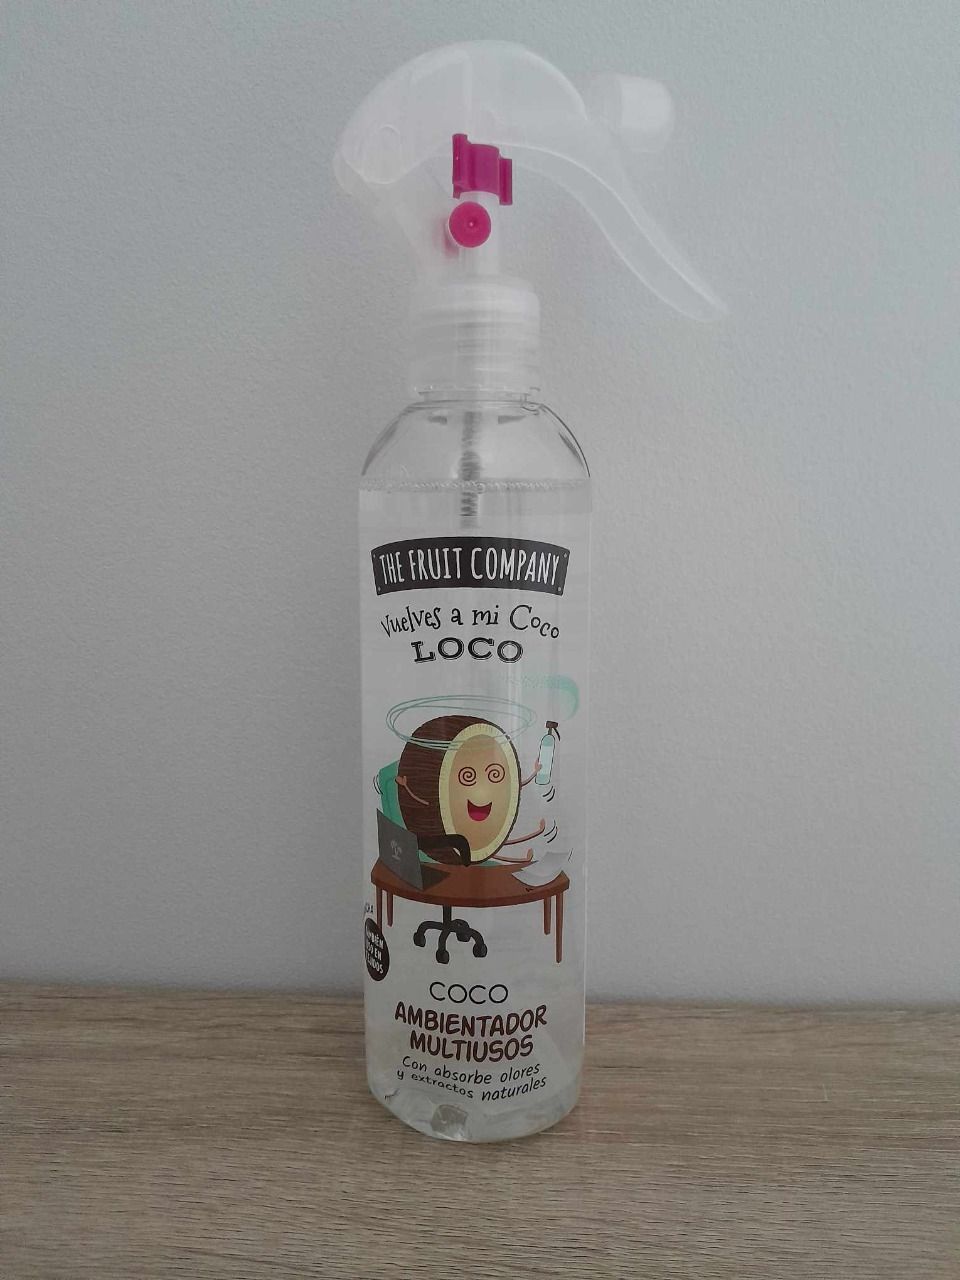 THE FRUIT COMPANY
Vuelves a mi Coco
LOCO
COCO
AMBIENTADOR
MULTIUSOS
Con absorbe olores
y extractos naturales